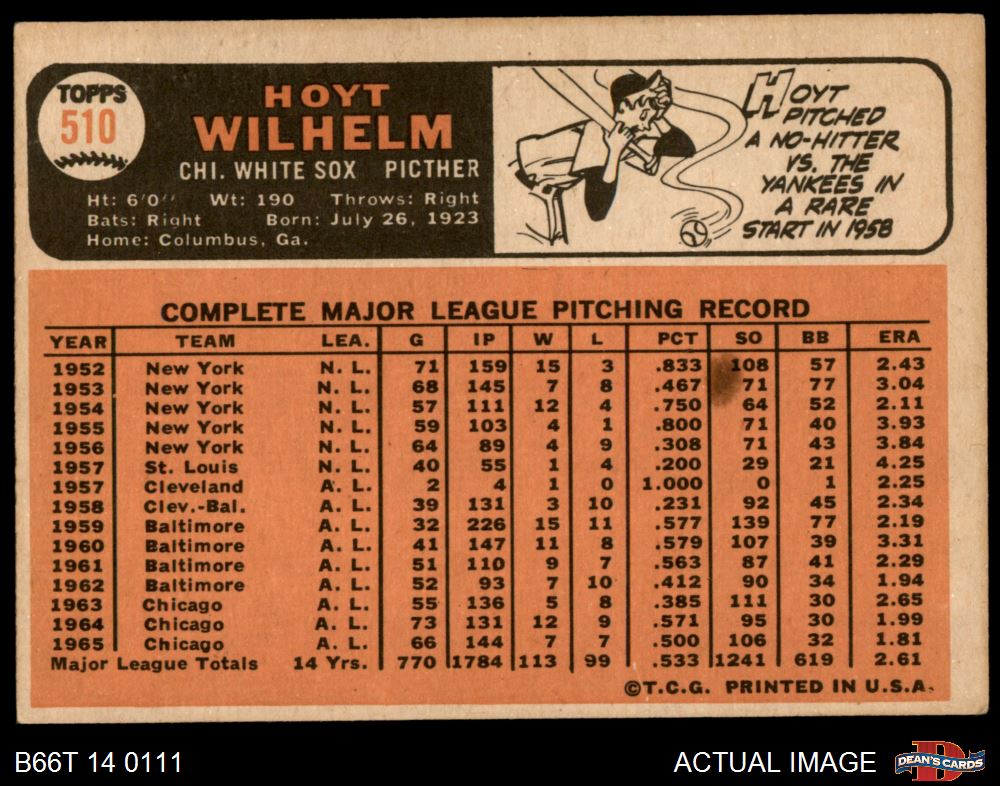 TOPPS
510
HOYT
WILHELM
CHI. WHITE SOX PICTHER
Ht: 6'0" Wt: 190 Throws: Right
Bats: Right Born: July 26, 1923
Home: Columbus, Ga.
HOYT
PITCHED
A NO-HITTER
VS. THE
YANKEES IN
A RARE
START IN 1958
COMPLETE MAJOR LEAGUE PITCHING RECORD
YEAR TEAM LEA. G IP W L PCT SO BB ERA
1952 New York N. L. 71 159 15 3 .833 108 57 2.43
1953 New York N. L. 68 145 7 8 .467 71 77 3.04
1954 New York N. L. 57 111 12 4 .750 64 52 2.11
1955 New York N. L. 59 103 4 1 .800 71 40 3.93
1956 New York N. L. 64 89 4 9 .308 71 43 3.84
1957 St. Louis N. L. 40 55 1 4 .200 29 21 4.25
1957 Cleveland A. L. 2 4 1 0 1.000 0 1 2.25
1958 Clev.-Bal. A. L. 39 131 3 10 .231 92 45 2.34
1959 Baltimore A. L. 32 226 15 11 .577 139 77 2.19
1960 Baltimore A. L. 41 147 11 8 .579 107 39 3.31
1961 Baltimore A. L. 51 110 9 7 .563 87 41 2.29
1962 Baltimore A. L. 52 93 7 10 .412 90 34 1.94
1963 Chicago A. L. 55 136 5 8 .385 111 30 2.65
1964 Chicago A. L. 73 131 12 9 .571 95 30 1.99
1965 Chicago A. L. 66 144 7 7 .500 106 32 1.81
Major League Totals 14 Yrs. 770 1784 113 99 .533 1241 619 2.61
©T.C.G. PRINTED IN U.S.A.
B66T 14 0111
ACTUAL IMAGE
D
DEAN'S CARDS